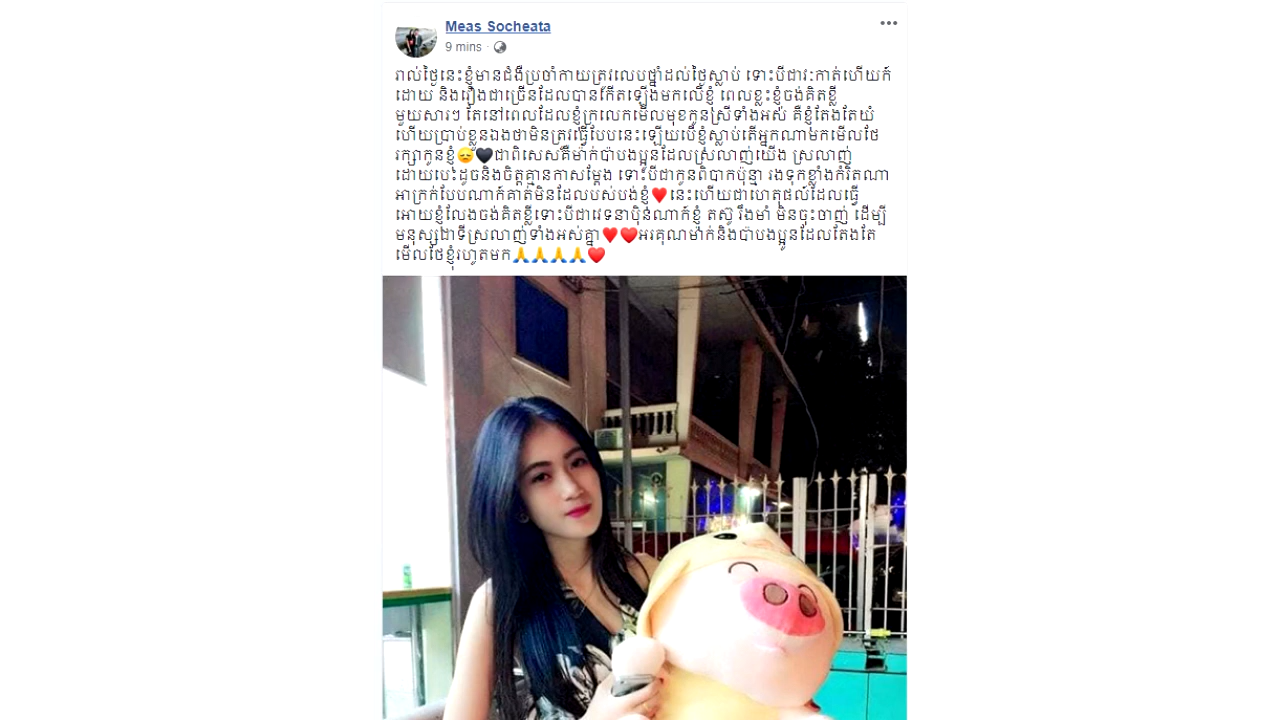 Meas Socheata
9 mins ·
រាល់ថ្ងៃនេះខ្ញុំមានជំងឺប្រចាំកាយត្រូវលេបថ្នាំដល់ថ្ងៃស្លាប់ ទោះបីជាវះកាត់ហើយក៍
ដោយ និងរឿងជាច្រើនដែលបានកើតឡើងមកលើខ្ញុំ ពេលខ្លះខ្ញុំចង់គិតខ្លី
មួយសារៗ តែនៅពេលដែលខ្ញុំក្រលេកមើលមុខកូនស្រីទាំងអស់ គឺខ្ញុំតែងតែយំ
ហើយប្រាប់ខ្លួនឯងថាមិនត្រូវធ្វើបែបនេះឡើយបើខ្ញុំស្លាប់តើអ្នកណាមកមើលថែ
រក្សាកូនខ្ញុំ😔🖤ជាពិសេសគឺម៉ាក់ប៉ាបងប្អូនដែលស្រលាញ់យើង ស្រលាញ់
ដោយបេះដូចនិងចិត្តគ្មានការសម្តែង ទោះបីជាកូនពិបាកប៉ុន្មា រងទុកខ្លាំងកំរិតណា
អាក្រក់បែបណាក៍គាត់មិនដែលបស់បង់ខ្ញុំ❤️នេះហើយជាហេតុផល់ដែលធ្វើ
អោយខ្ញុំលែងចង់គិតខ្លីទោះបីជាវេទនាប៉ិនណាក៍ខ្ញុំ តស៊ូ រឹងមាំ មិនចុះចាញ់ ដើម្បី
មនុស្សជាទីស្រលាញ់ទាំងអស់គ្នា❤️❤️អរគុណម៉ាក់និងប៉ាបងប្អូនដែលតែងតែ
មើលថែខ្ញុំរហូតមក🙏🙏🙏🙏❤️